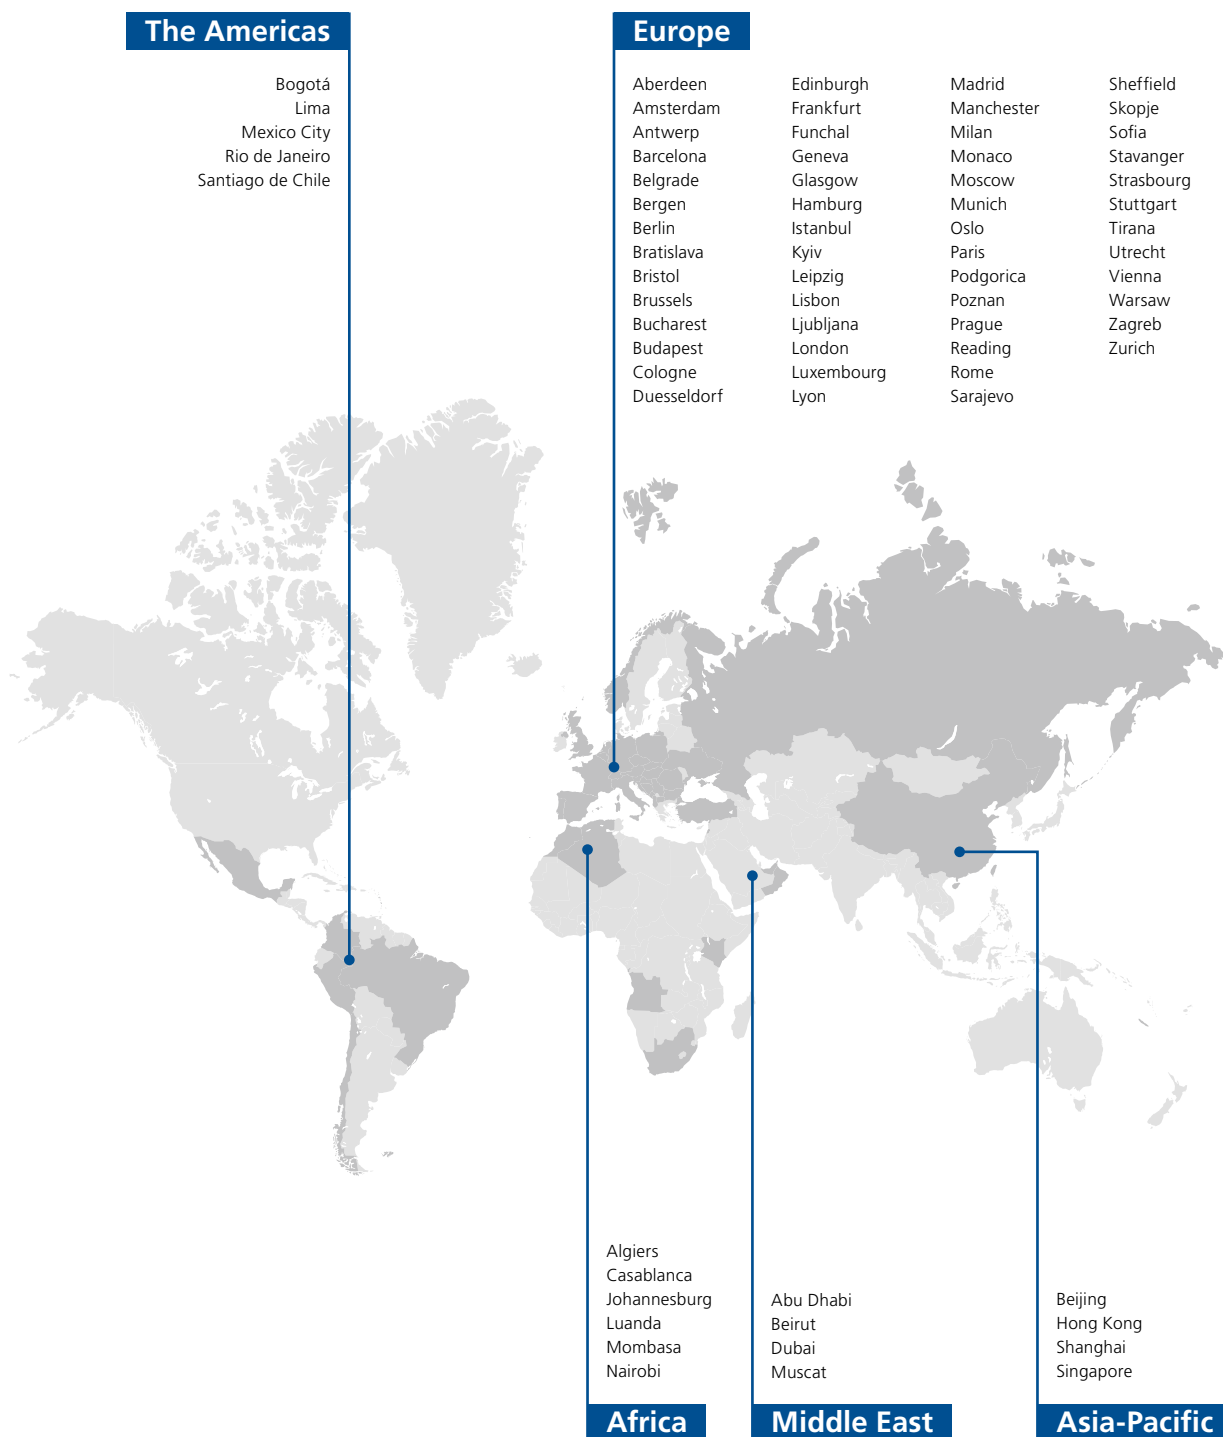 The Americas
Bogotá
Lima
Mexico City
Rio de Janeiro
Santiago de Chile
Europe
Aberdeen
Amsterdam
Antwerp
Barcelona
Belgrade
Bergen
Berlin
Bratislava
Bristol
Brussels
Bucharest
Budapest
Cologne
Duesseldorf
Edinburgh
Frankfurt
Funchal
Geneva
Glasgow
Hamburg
Istanbul
Kyiv
Leipzig
Lisbon
Ljubljana
London
Luxembourg
Lyon
Madrid
Manchester
Milan
Monaco
Moscow
Munich
Oslo
Paris
Podgorica
Poznan
Prague
Reading
Rome
Sarajevo
Sheffield
Skopje
Sofia
Stavanger
Strasbourg
Stuttgart
Tirana
Utrecht
Vienna
Warsaw
Zagreb
Zurich
Algiers
Casablanca
Johannesburg
Luanda
Mombasa
Nairobi
Africa
Abu Dhabi
Beirut
Dubai
Muscat
Middle East
Beijing
Hong Kong
Shanghai
Singapore
Asia-Pacific